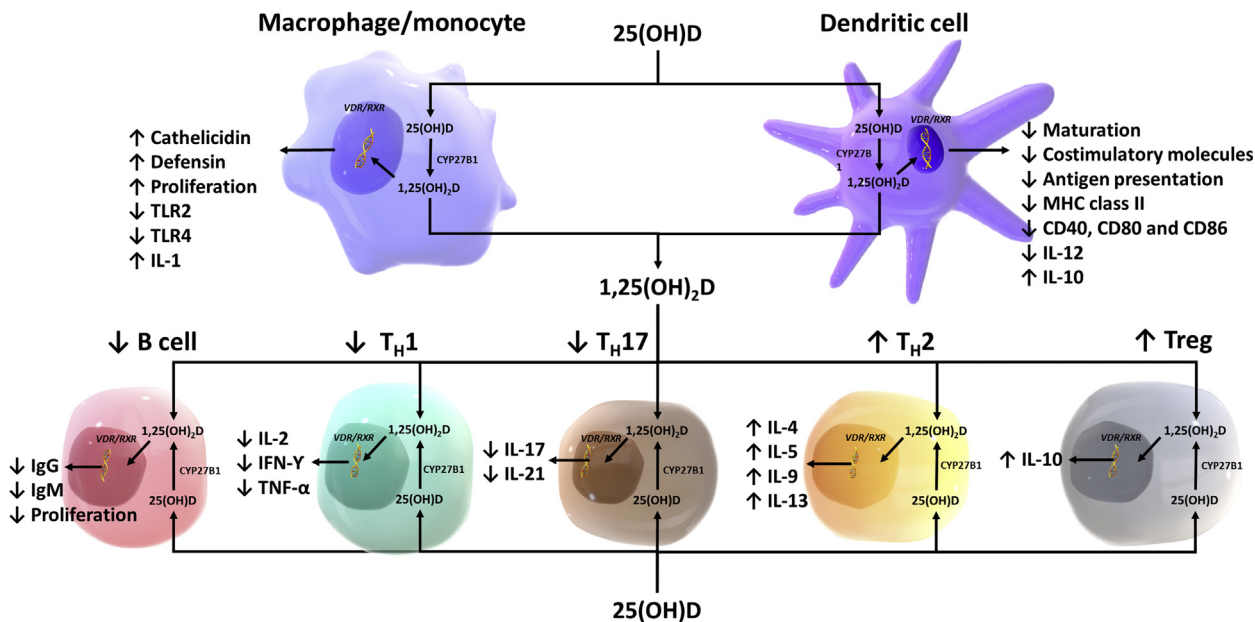 Macrophage/monocyte
25(OH)D
Dendritic cell
VDR/RXR
25(OH)D
CYP27B1
1,25(OH)₂D
↑ Cathelicidin
↑ Defensin
↑ Proliferation
↓ TLR2
↓ TLR4
↑ IL-1
VDR/RXR
25(OH)D
CYP27B
1
1,25(OH)₂D
↓ Maturation
↓ Costimulatory molecules
↓ Antigen presentation
↓ MHC class II
↓ CD40, CD80 and CD86
↓ IL-12
↑ IL-10
1,25(OH)₂D
↓ B cell
↓ TH1
↓ TH17
↑ TH2
↑ Treg
VDR/RXR
1,25(OH)₂D
CYP27B1
25(OH)D
↓ IgG
↓ IgM
↓ Proliferation
VDR/RXR
1,25(OH)₂D
CYP27B1
25(OH)D
↓ IL-2
↓ IFN-Y
↓ TNF-α
VDR/RXR
1,25(OH)₂D
CYP27B1
25(OH)D
↓ IL-17
↓ IL-21
VDR/RXR
1,25(OH)₂D
CYP27B1
25(OH)D
↑ IL-4
↑ IL-5
↑ IL-9
↑ IL-13
VDR/RXR
1,25(OH)₂D
CYP27B1
25(OH)D
↑ IL-10
25(OH)D